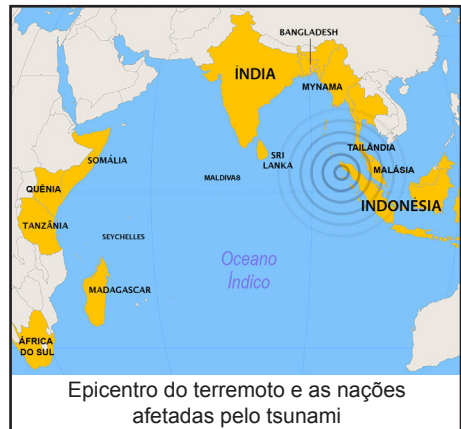 BANGLADESH
ÍNDIA
MYNAMA
SOMÁLIA
SRI
LANKA
TAILÂNDIA
MALDIVAS
MALÁSIA
QUÊNIA
INDONÉSIA
TANZÂNIA
SEYCHELLES
Oceano
Índico
MADAGASCAR
ÁFRICA
DO SUL
Epicentro do terremoto e as nações
afetadas pelo tsunami